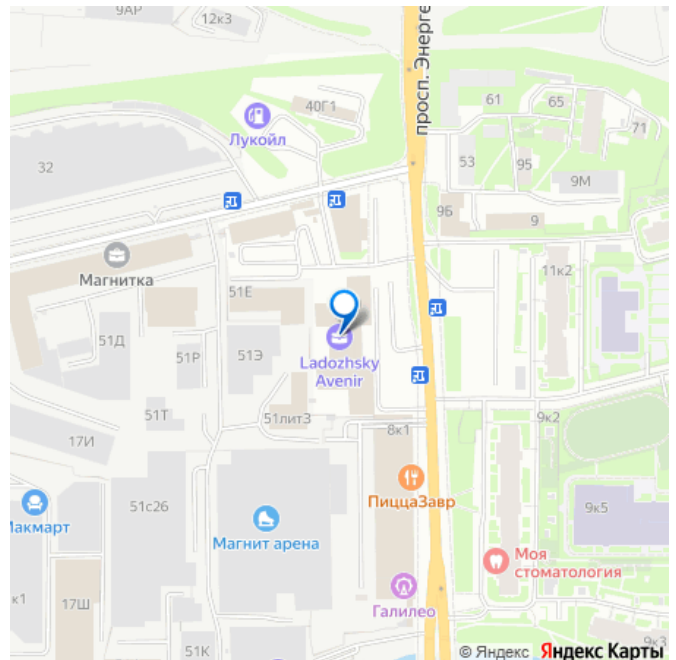 9АР
12к3
просп. Энерге
40Г1
Лукойл
61
65
71
32
53
95
9М
9Б
9
Магнитка
51Е
11к2
51Д
51Р
51Э
Ladozhsky
Avenir
51Т
51лит3
8к1
9к2
17И
51с26
ПиццаЗавр
9к5
Макмарт
Магнит арена
Моя
стоматология
к1
17Ш
Галилео
51К
9к3
© Яндекс Яндекс Карты